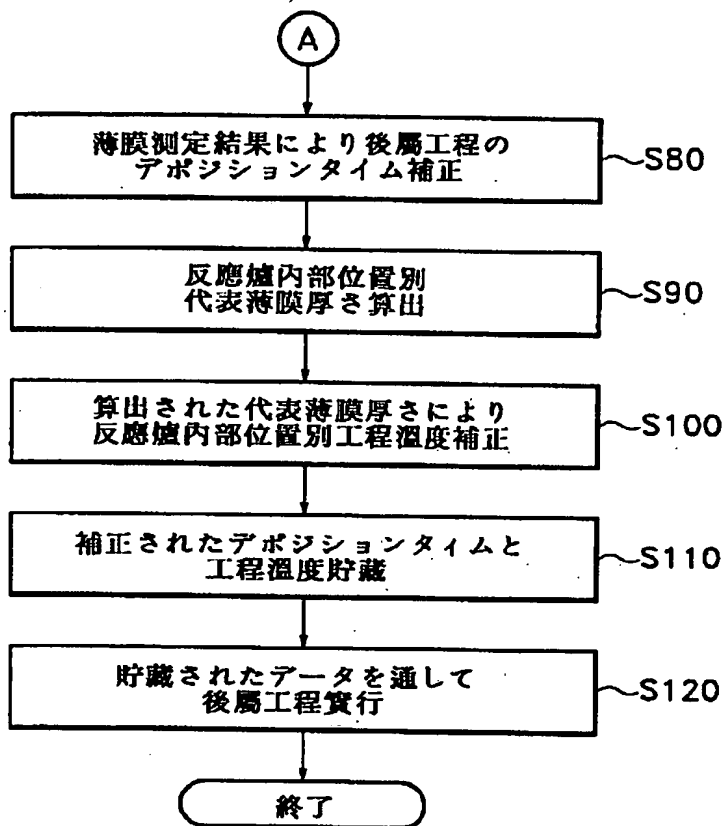 A
薄膜測定結果により後屬工程の
デポジションタイム補正
S80
反應爐内部位置別
代表薄膜厚さ算出
S90
算出された代表薄膜厚さにより
反應爐内部位置別工程溫度補正
S100
補正されたデポジションタィムと
工程溫度貯蔵
S110
貯蔵されたデータを通して
後屬工程實行
S120
終了